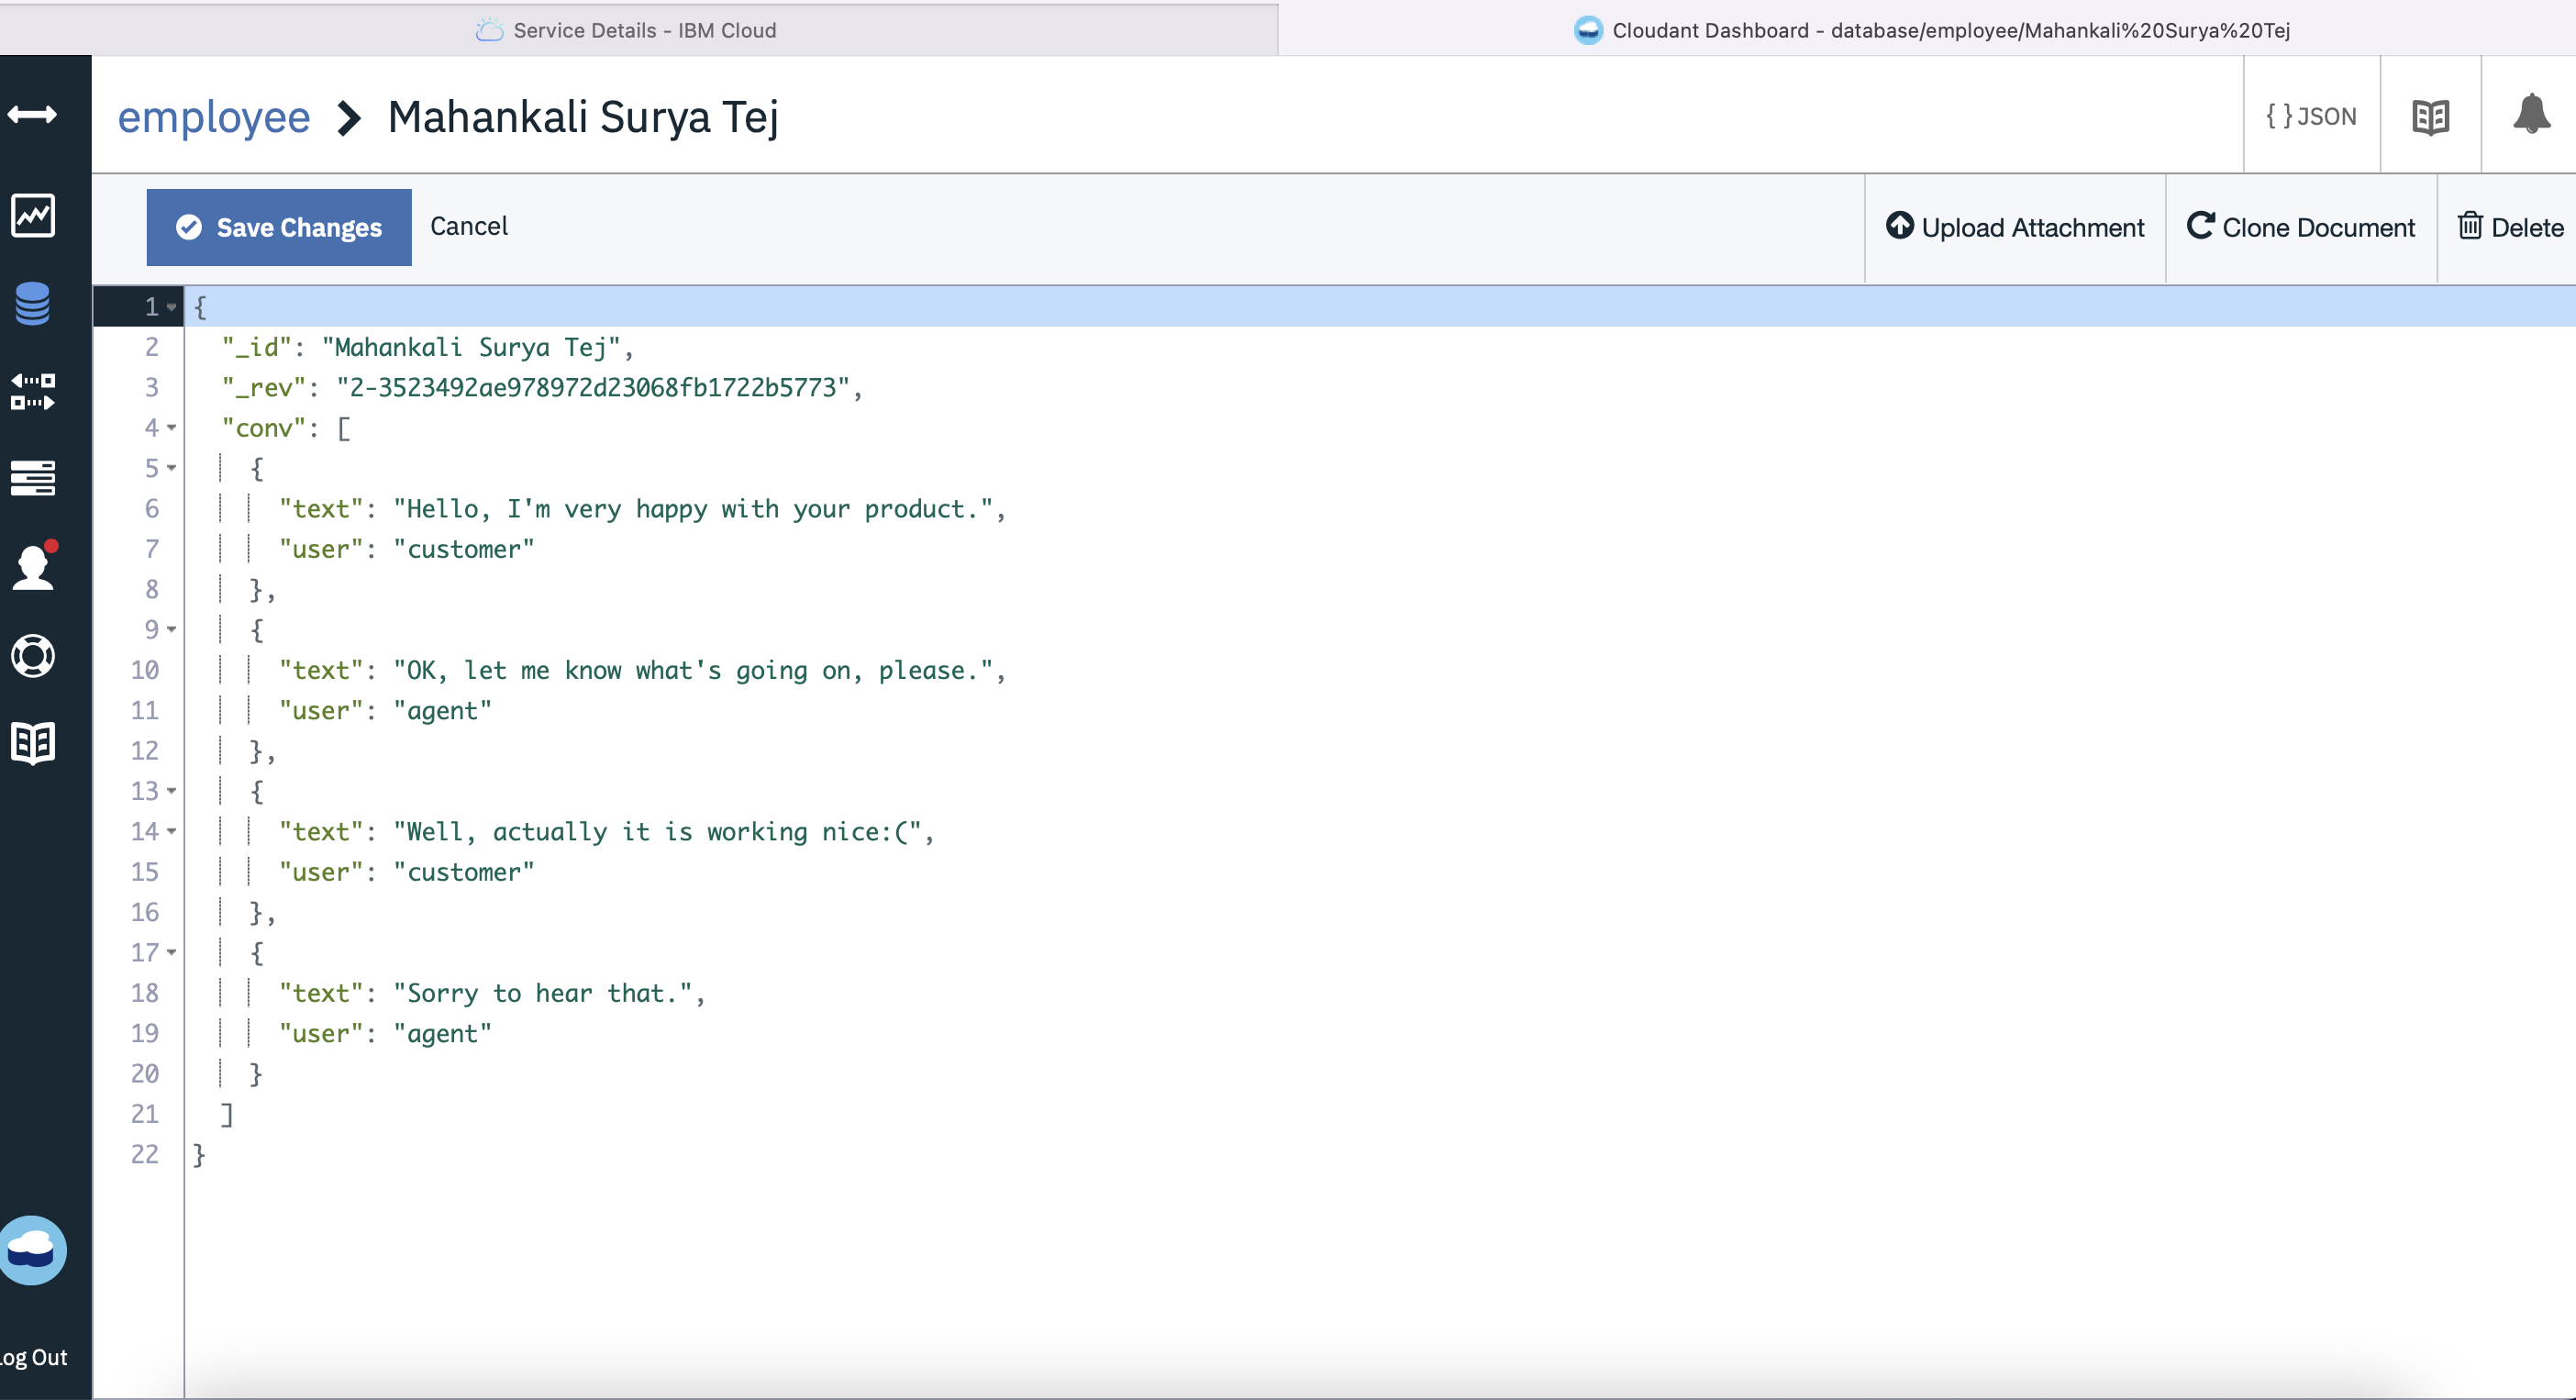 Service Details - IBM Cloud
Cloudant Dashboard - database/employee/Mahankali%20Surya%20Tej
employee > Mahankali Surya Tej
{ } JSON
Save Changes
Cancel
Upload Attachment
Clone Document
Delete
1 {
2 "_id": "Mahankali Surya Tej",
3 "_rev": "2-3523492ae978972d23068fb1722b5773",
4 "conv": [
5 {
6 "text": "Hello, I'm very happy with your product.",
7 "user": "customer"
8 },
9 {
10 "text": "OK, let me know what's going on, please.",
11 "user": "agent"
12 },
13 {
14 "text": "Well, actually it is working nice:(",
15 "user": "customer"
16 },
17 {
18 "text": "Sorry to hear that.",
19 "user": "agent"
20 }
21 ]
22 }
Log Out